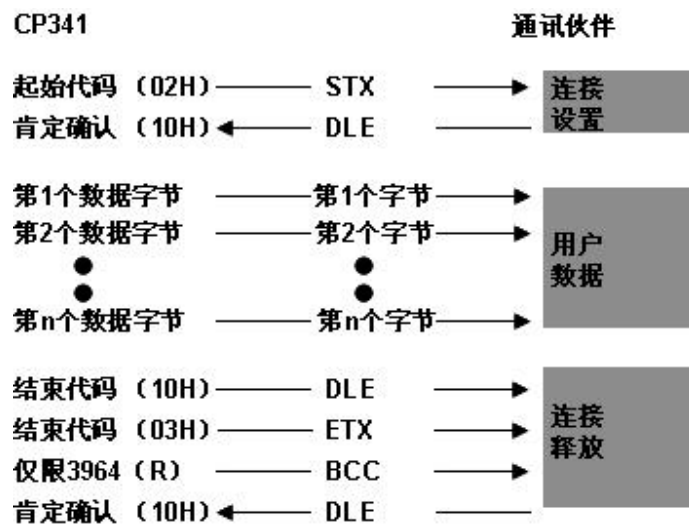 CP341 通讯伙伴
起始代码 (02H) STX 连接
肯定确认 (10H) DLE 设置
第1个数据字节 第1个字节
第2个数据字节 第2个字节 用户
数据
第n个数据字节 第n个字节
结束代码 (10H) DLE
结束代码 (03H) ETX 连接
仅限3964 (R) BCC 释放
肯定确认 (10H) DLE